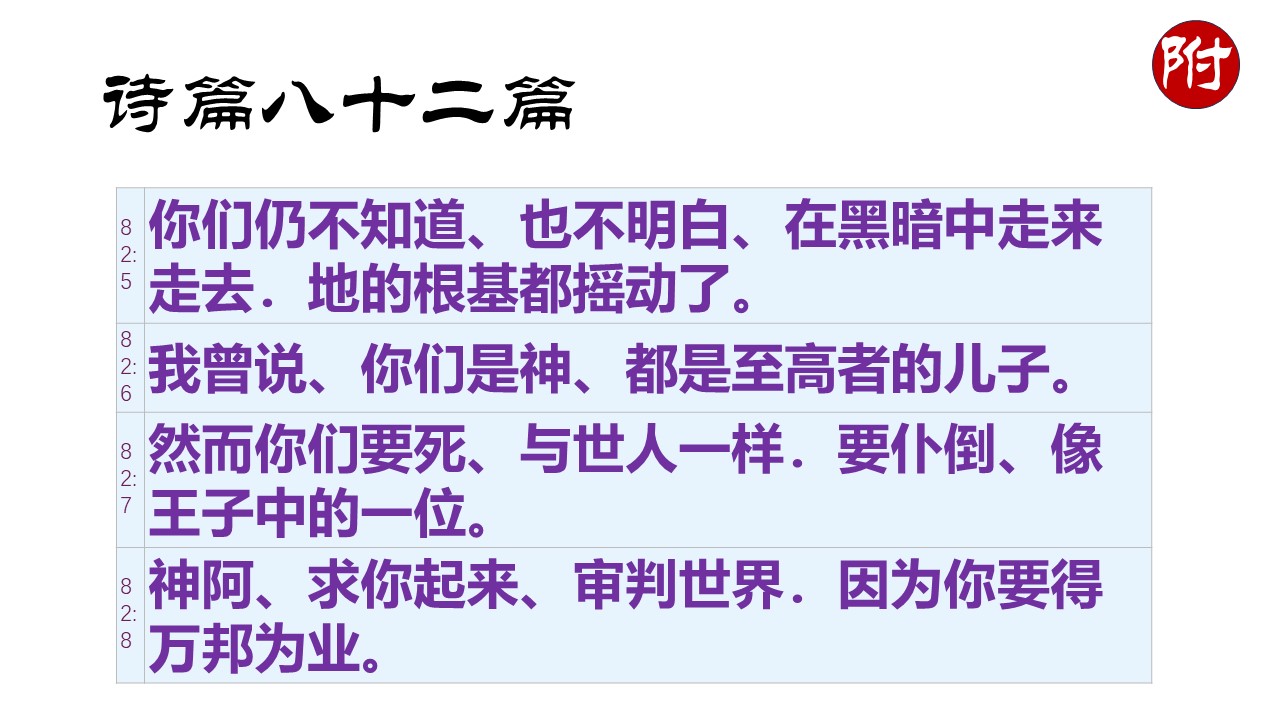 附
诗篇八十二篇
82:5
你们仍不知道、也不明白、在黑暗中走来
走去．地的根基都摇动了。
82:6
我曾说、你们是神、都是至高者的儿子。
82:7
然而你们要死、与世人一样．要仆倒、像
王子中的一位。
82:8
神阿、求你起来、审判世界．因为你要得
万邦为业。